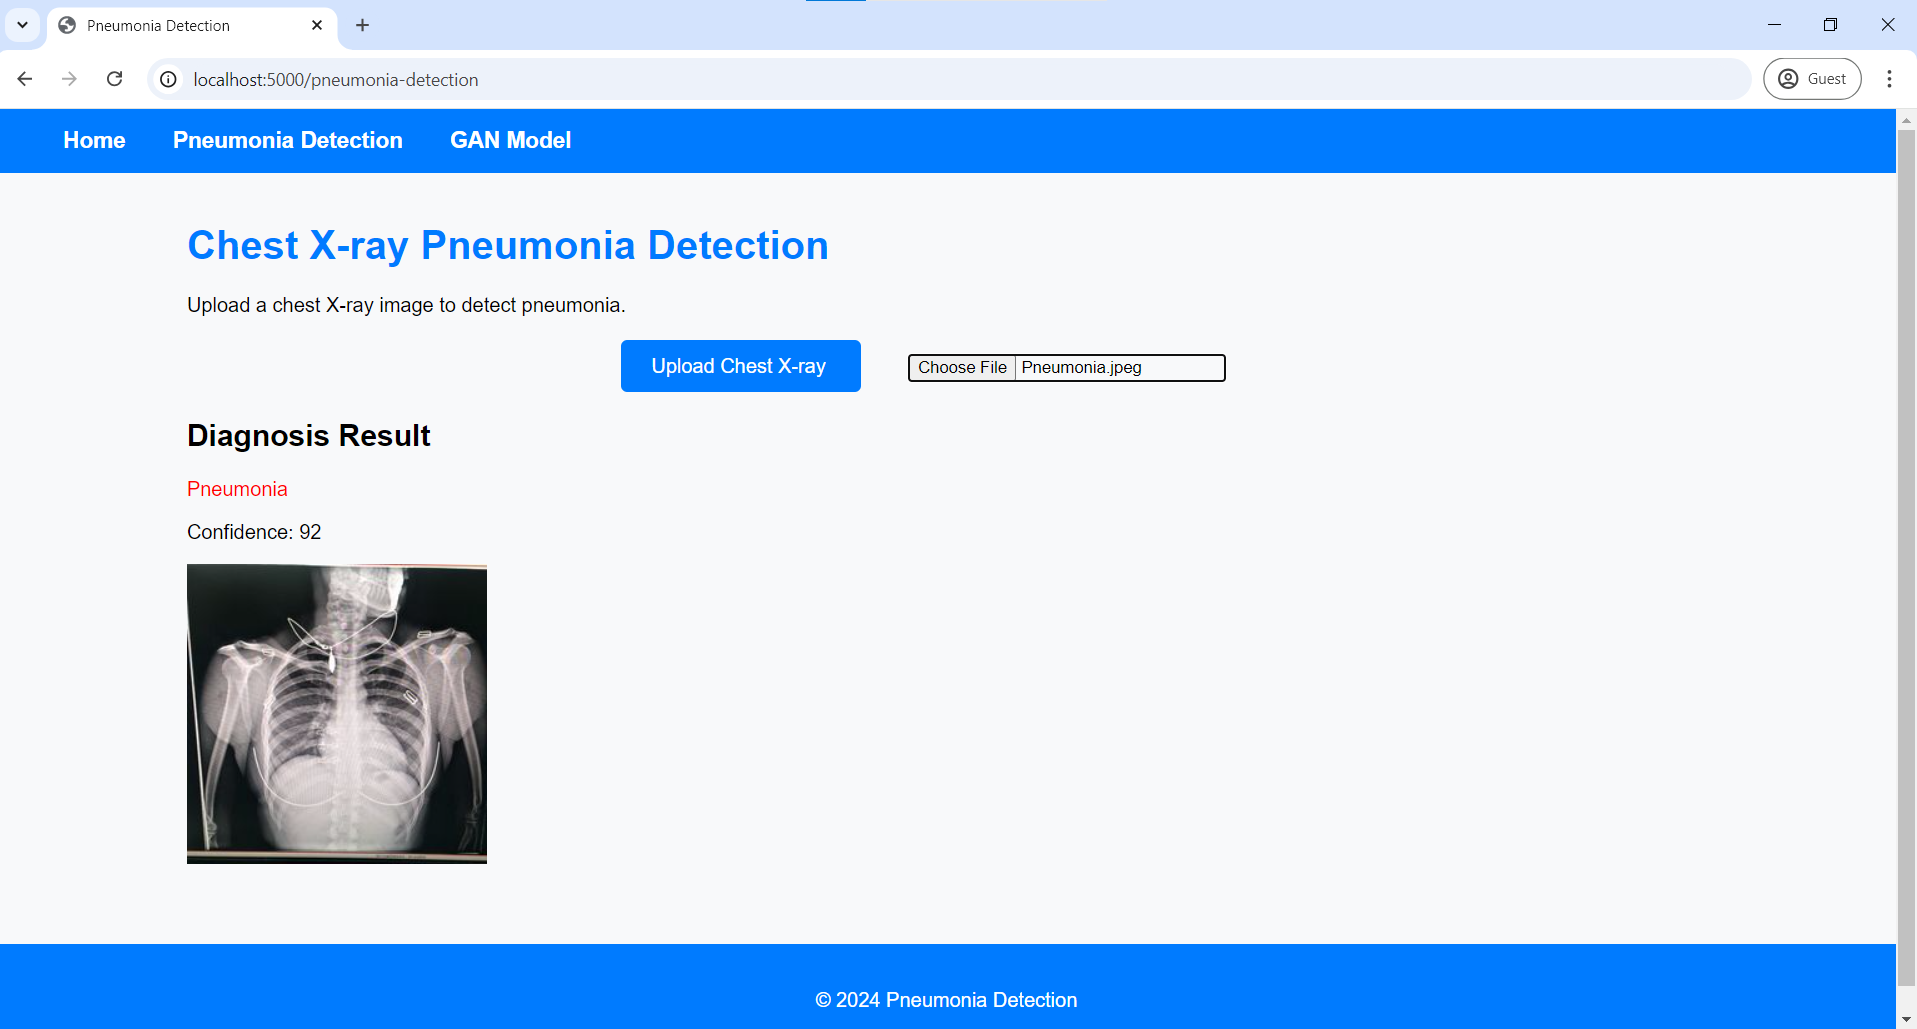 Pneumonia Detection
localhost:5000/pneumonia-detection
Guest
Home Pneumonia Detection GAN Model
Chest X-ray Pneumonia Detection
Upload a chest X-ray image to detect pneumonia.
Upload Chest X-ray Choose File Pneumonia.jpeg
Diagnosis Result
Pneumonia
Confidence: 92
© 2024 Pneumonia Detection